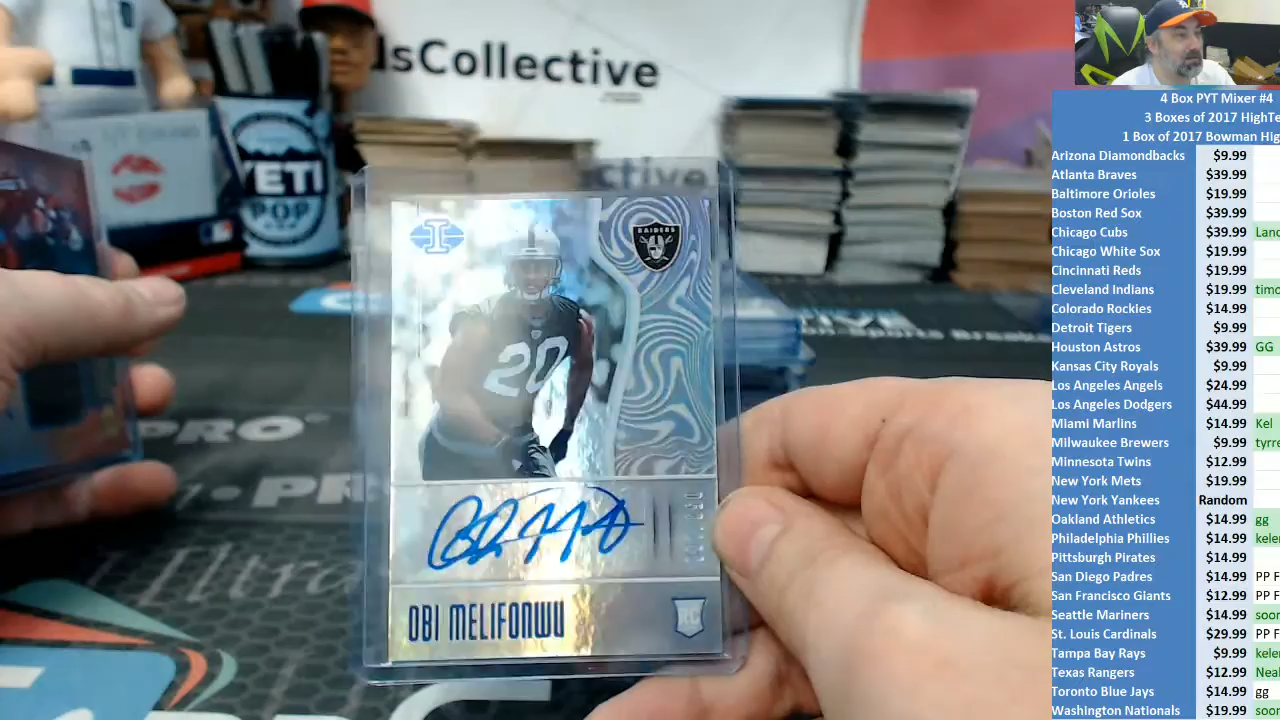 dsCollective
YETI
POP
ective
RAIDERS
I
20
OBI MELIFONWU
RC
PRO
Ultra
4 Box PYT Mixer #4
3 Boxes of 2017 HighTe
1 Box of 2017 Bowman Hig
Arizona Diamondbacks $9.99
Atlanta Braves $39.99
Baltimore Orioles $19.99
Boston Red Sox $39.99
Chicago Cubs $39.99 Land
Chicago White Sox $19.99
Cincinnati Reds $19.99
Cleveland Indians $19.99 timo
Colorado Rockies $14.99
Detroit Tigers $9.99
Houston Astros $39.99 GG
Kansas City Royals $9.99
Los Angeles Angels $24.99
Los Angeles Dodgers $44.99
Miami Marlins $14.99 Kel
Milwaukee Brewers $9.99 tyrre
Minnesota Twins $12.99
New York Mets $19.99
New York Yankees Random
Oakland Athletics $14.99 gg
Philadelphia Phillies $14.99 keler
Pittsburgh Pirates $14.99
San Diego Padres $14.99 PP F
San Francisco Giants $12.99 PP F
Seattle Mariners $14.99 soon
St. Louis Cardinals $29.99 PP F
Tampa Bay Rays $9.99 keler
Texas Rangers $12.99 Neal
Toronto Blue Jays $14.99 gg
Washington Nationals $19.99 soon